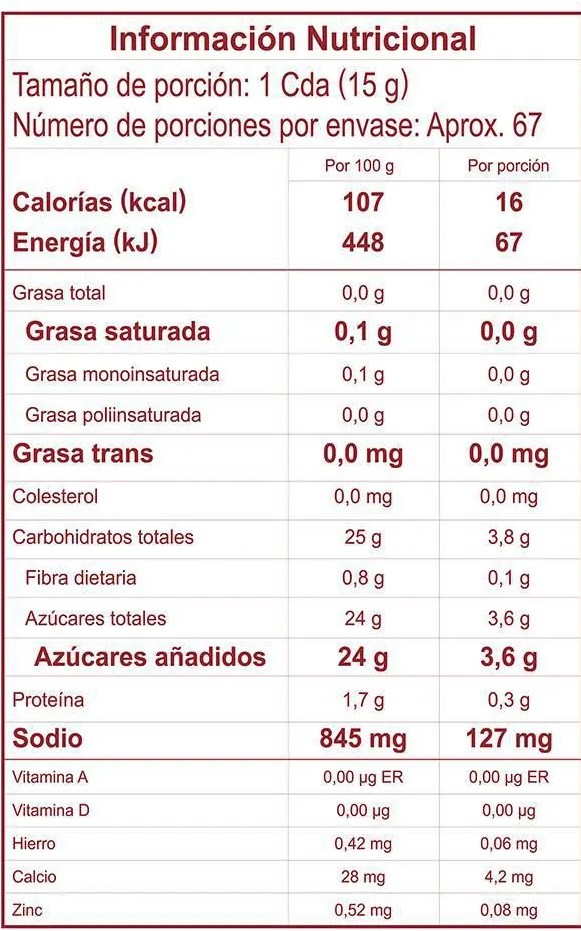 Información Nutricional
Tamaño de porción: 1 Cda (15 g)
Número de porciones por envase: Aprox. 67
Por 100 g Por porción
Calorías (kcal) 107 16
Energía (kJ) 448 67
Grasa total 0,0 g 0,0 g
Grasa saturada 0,1 g 0,0 g
Grasa monoinsaturada 0,1 g 0,0 g
Grasa poliinsaturada 0,0 g 0,0 g
Grasa trans 0,0 mg 0,0 mg
Colesterol 0,0 mg 0,0 mg
Carbohidratos totales 25 g 3,8 g
Fibra dietaria 0,8 g 0,1 g
Azúcares totales 24 g 3,6 g
Azúcares añadidos 24 g 3,6 g
Proteína 1,7 g 0,3 g
Sodio 845 mg 127 mg
Vitamina A 0,00 µg ER 0,00 µg ER
Vitamina D 0,00 µg 0,00 µg
Hierro 0,42 mg 0,06 mg
Calcio 28 mg 4,2 mg
Zinc 0,52 mg 0,08 mg